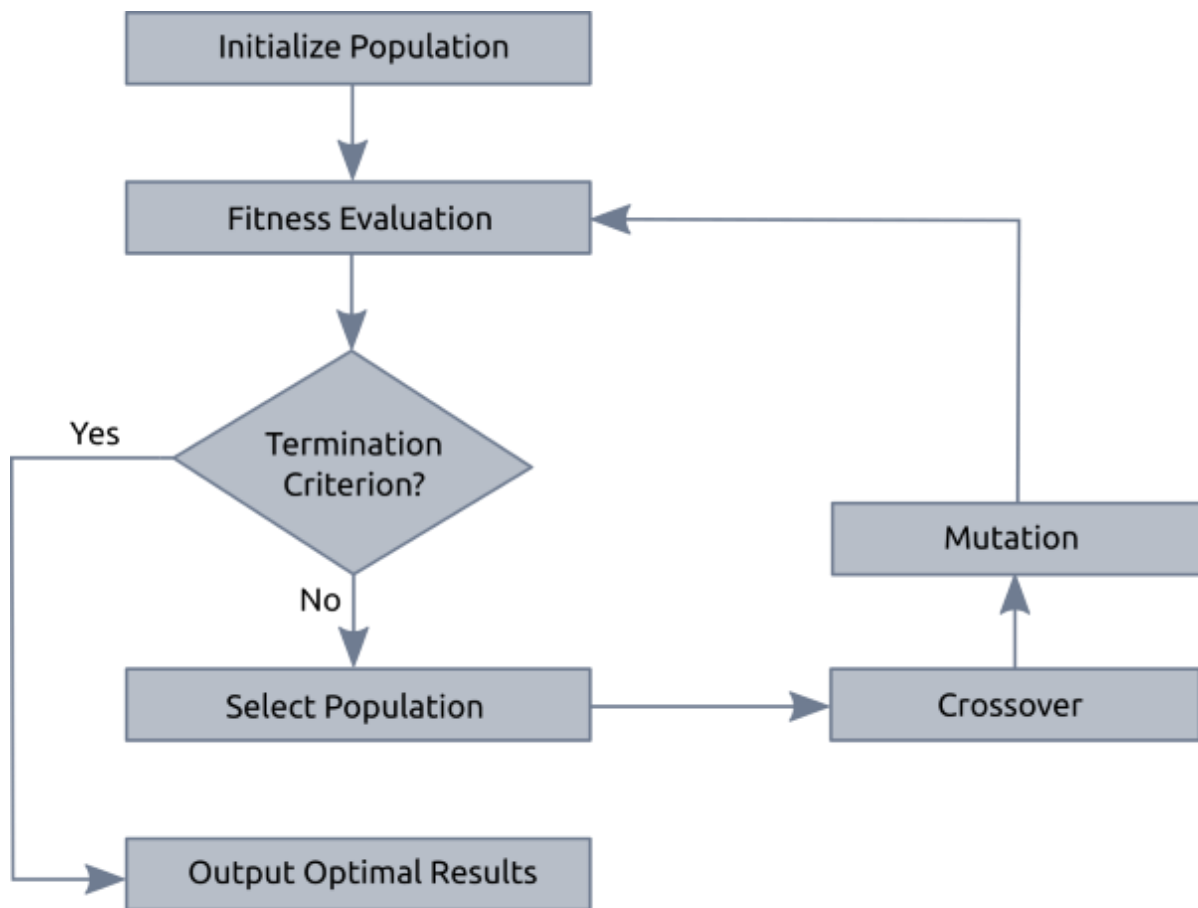 Initialize Population
Fitness Evaluation
Yes
Termination
Criterion?
No
Mutation
Select Population
Crossover
Output Optimal Results